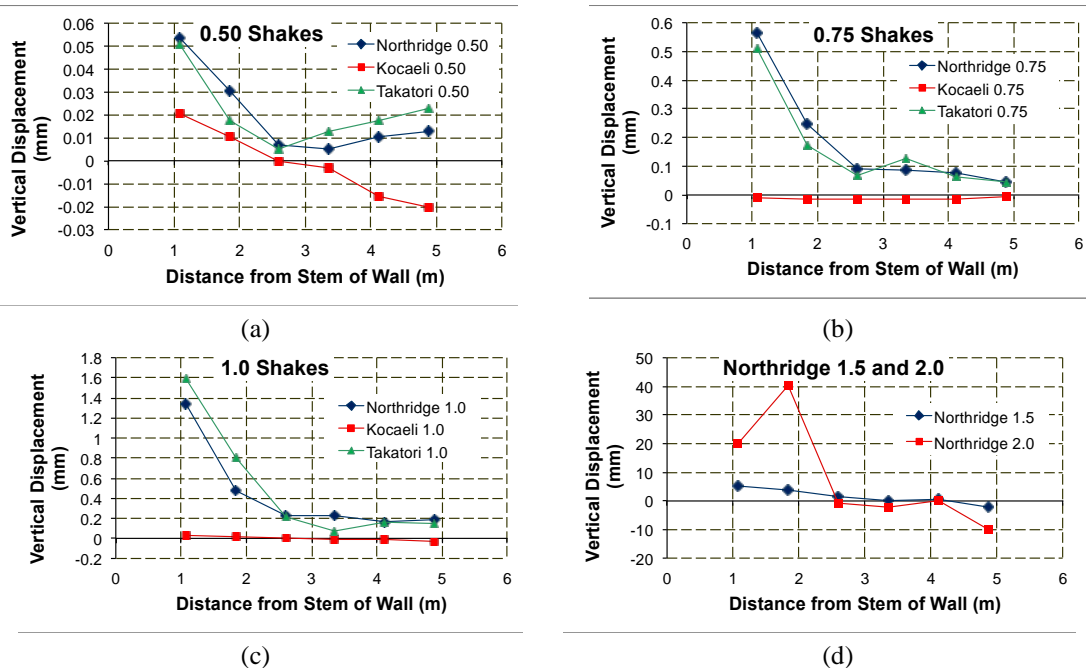 0.50 Shakes
0.06
0.05
0.04
0.03
0.02
0.01
0
-0.01
-0.02
-0.03
Vertical Displacement
(mm)
Northridge 0.50
Kocaeli 0.50
Takatori 0.50
0 1 2 3 4 5 6
Distance from Stem of Wall (m)
(a)
0.75 Shakes
0.6
0.5
0.4
0.3
0.2
0.1
0
-0.1
Vertical Displacement
(mm)
Northridge 0.75
Kocaeli 0.75
Takatori 0.75
0 1 2 3 4 5 6
Distance from Stem of Wall (m)
(b)
1.0 Shakes
1.8
1.6
1.4
1.2
1
0.8
0.6
0.4
0.2
0
-0.2
Vertical Displacement
(mm)
Northridge 1.0
Kocaeli 1.0
Takatori 1.0
0 1 2 3 4 5 6
Distance from Stem of Wall (m)
(c)
Northridge 1.5 and 2.0
50
40
30
20
10
0
-10
-20
Vertical Displacement
(mm)
Northridge 1.5
Northridge 2.0
0 1 2 3 4 5 6
Distance from Stem of Wall (m)
(d)